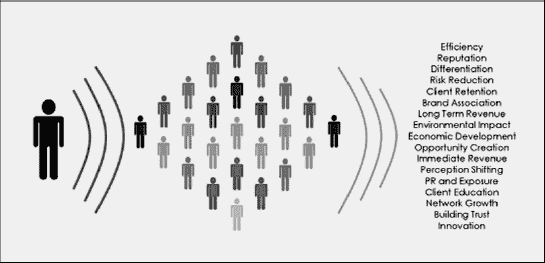 Efficiency
Reputation
Differentiation
Risk Reduction
Client Retention
Brand Association
Long Term Revenue
Environmental Impact
Economic Development
Opportunity Creation
Immediate Revenue
Perception Shifting
PR and Exposure
Client Education
Network Growth
Building Trust
Innovation